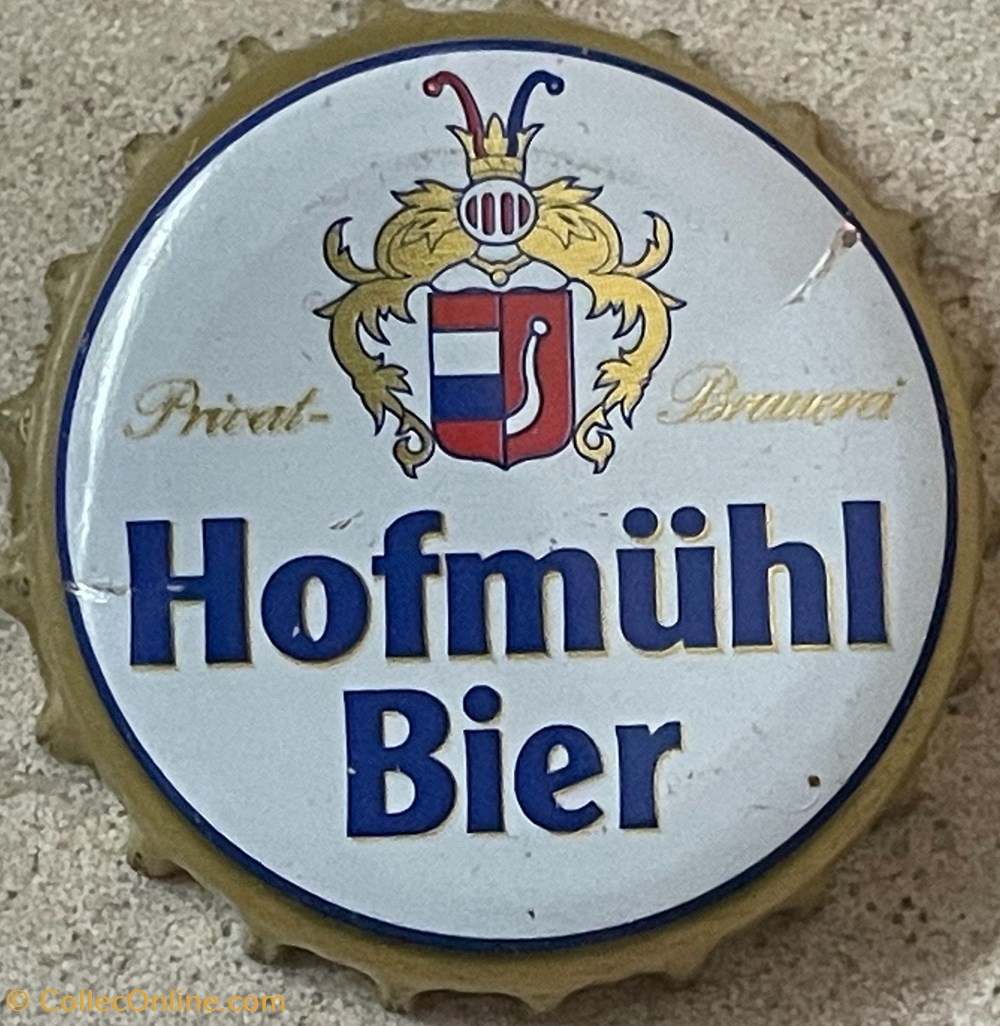 Privat- Brauerei
Hofmühl
Bier
© CollecOnline.com